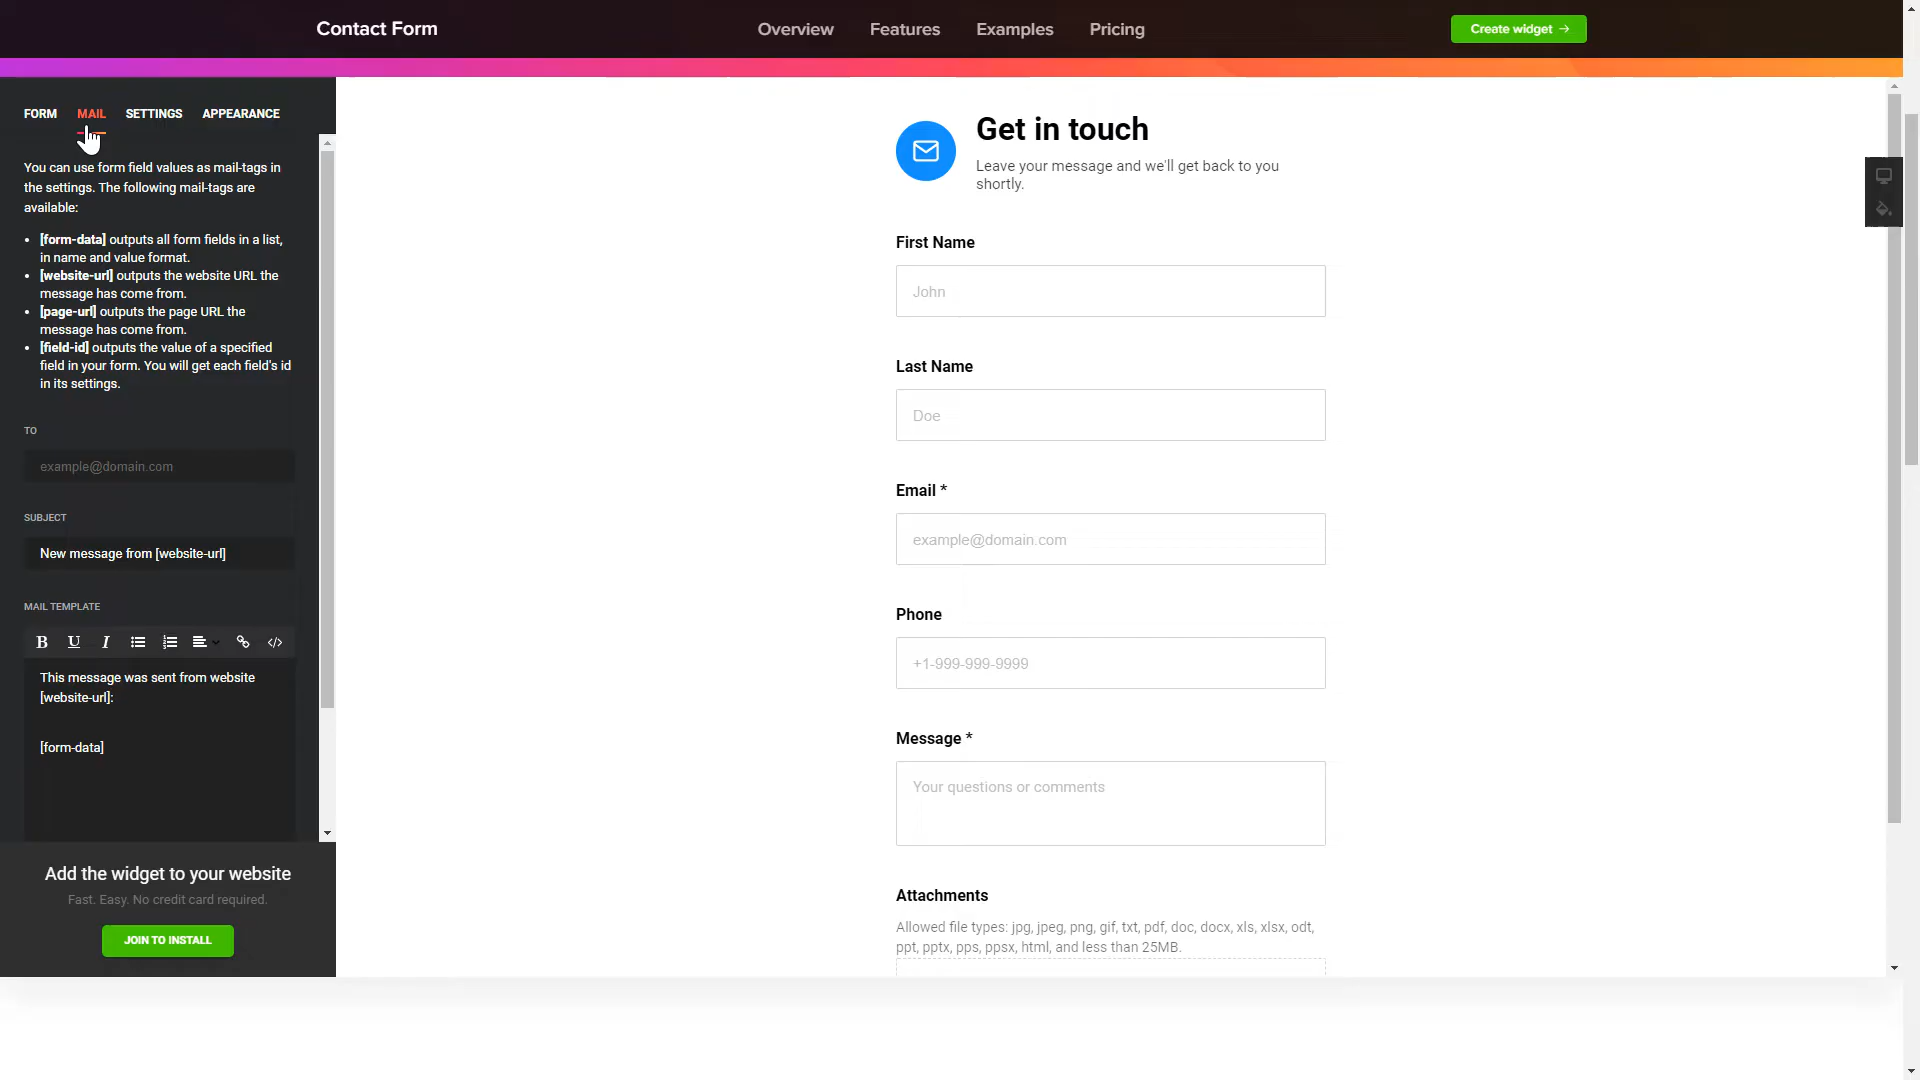 Contact Form
Overview
Features
Examples
Pricing
Create widget →
FORM
MAIL
SETTINGS
APPEARANCE
You can use form field values as mail-tags in
the settings. The following mail-tags are
available:
• [form-data] outputs all form fields in a list,
in name and value format.
• [website-url] outputs the website URL the
message has come from.
• [page-url] outputs the page URL the
message has come from.
• [field-id] outputs the value of a specified
field in your form. You will get each field's id
in its settings.
TO
example@domain.com
SUBJECT
New message from [website-url]
MAIL TEMPLATE
B U I </>
This message was sent from website
[website-url]:
[form-data]
Add the widget to your website
Fast. Easy. No credit card required.
JOIN TO INSTALL
Get in touch
Leave your message and we'll get back to you
shortly.
First Name
John
Last Name
Doe
Email *
example@domain.com
Phone
+1-999-999-9999
Message *
Your questions or comments
Attachments
Allowed file types: jpg, jpeg, png, gif, txt, pdf, doc, docx, xls, xlsx, odt,
ppt, pptx, pps, ppsx, html, and less than 25MB.